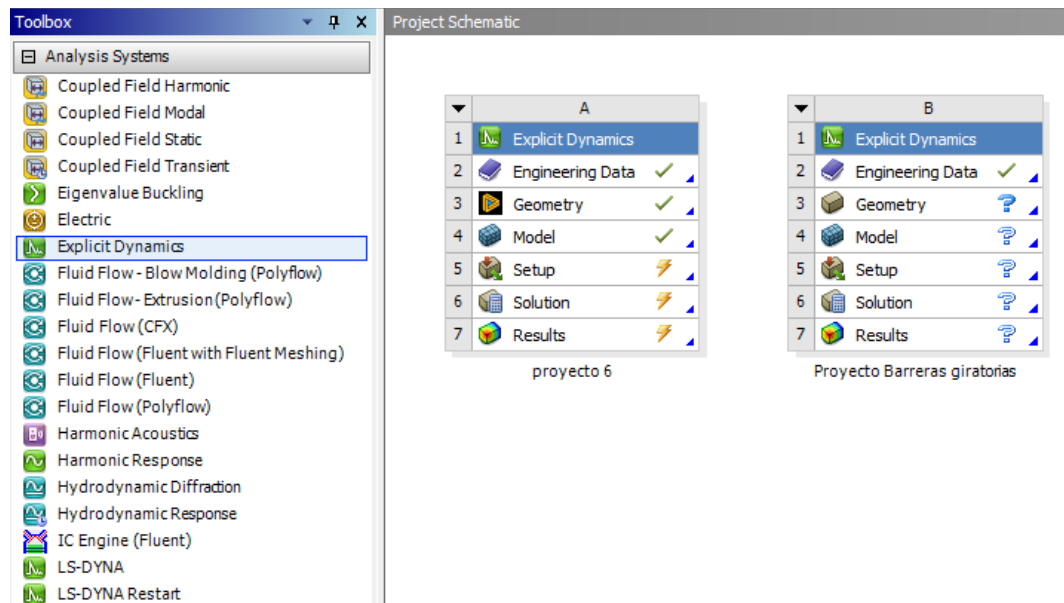 Toolbox
Project Schematic
Analysis Systems
Coupled Field Harmonic
Coupled Field Modal
Coupled Field Static
Coupled Field Transient
Eigenvalue Buckling
Electric
Explicit Dynamics
Fluid Flow - Blow Molding (Polyflow)
Fluid Flow- Extrusion (Polyflow)
Fluid Flow (CFX)
Fluid Flow (Fluent with Fluent Meshing)
Fluid Flow (Fluent)
Fluid Flow (Polyflow)
Harmonic Acoustics
Harmonic Response
Hydrodynamic Diffraction
Hydrodynamic Response
IC Engine (Fluent)
LS-DYNA
LS-DYNA Restart
A
1 Explicit Dynamics
2 Engineering Data
3 Geometry
4 Model
5 Setup
6 Solution
7 Results
proyecto 6
B
1 Explicit Dynamics
2 Engineering Data
3 Geometry
4 Model
5 Setup
6 Solution
7 Results
Proyecto Barreras giratorias